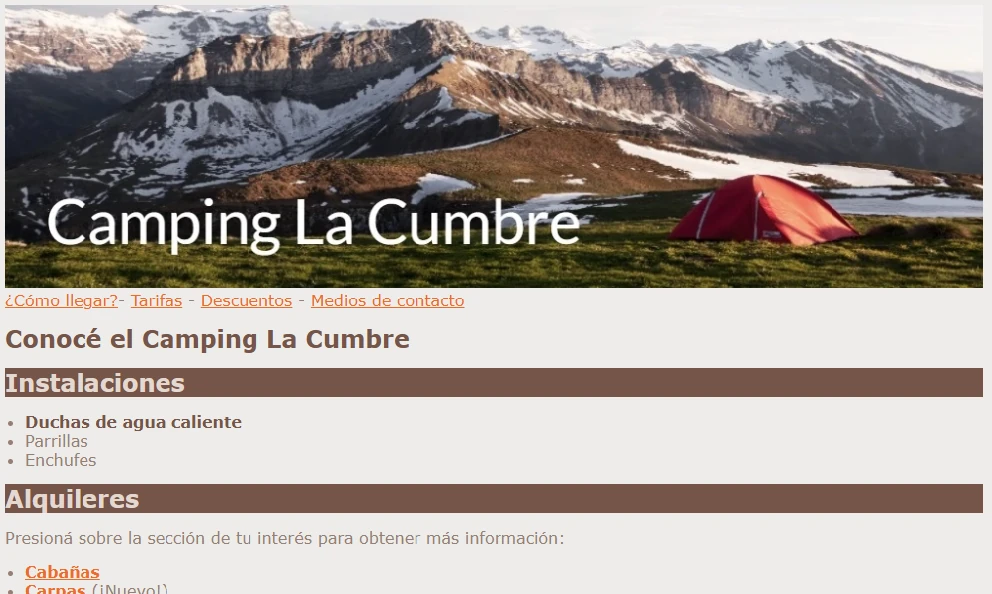 Camping La Cumbre
¿Cómo llegar?- Tarifas - Descuentos - Medios de contacto
Conocé el Camping La Cumbre
Instalaciones
Duchas de agua caliente
Parrillas
Enchufes
Alquileres
Presioná sobre la sección de tu interés para obtener más información:
Cabañas
Carpas (¡Nuevo!)